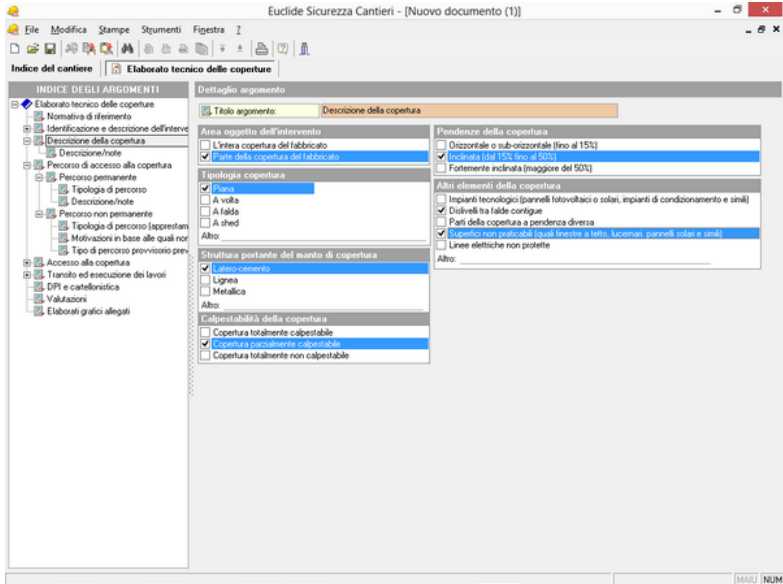 Euclide Sicurezza Cantieri - [Nuovo documento (1)]
File Modifica Stampe Strumenti Finestra ?
Indice del cantiere Elaborato tecnico delle coperture
INDICE DEGLI ARGOMENTI
Elaborato tecnico delle coperture
Normativa di riferimento
Identificazione e descrizione dell'interve
Descrizione della copertura
Descrizione/note
Percorso di accesso alla copertura
Percorso permanente
Tipologia di percorso
Descrizione/note
Percorso non permanente
Tipologia di percorso (apprestam
Motivazioni in base alle quali nor
Tipo di percorso provvisorio prev
Accesso alla copertura
Transito ed esecuzione dei lavori
DPI e cartellonistica
Valutazioni
Elaborati grafici allegati
Dettaglio argomento
Titolo argomento: Descrizione della copertura
Area oggetto dell'intervento
L'intera copertura del fabbricato
Parte della copertura del fabbricato
Tipologia copertura
Piana
A volta
A falda
A shed
Altro:
Struttura portante del manto di copertura
Latero-cemento
Lignea
Metallica
Altro:
Calpestabilità della copertura
Copertura totalmente calpestabile
Copertura parzialmente calpestabile
Copertura totalmente non calpestabile
Pendenze della copertura
Orizzontale o sub-orizzontale (fino al 15%)
Inclinata (dal 15% fino al 50%)
Fortemente inclinata (maggiore del 50%)
Altri elementi della copertura
Impianti tecnologici (pannelli fotovoltaici o solari, impianti di condizionamento e simili)
Dislivelli tra falde contigue
Parti della copertura a pendenza diversa
Superfici non praticabili (quali finestre a tetto, lucernari, pannelli solari e simili)
Linee elettriche non protette
Altro:
MAIU NUM